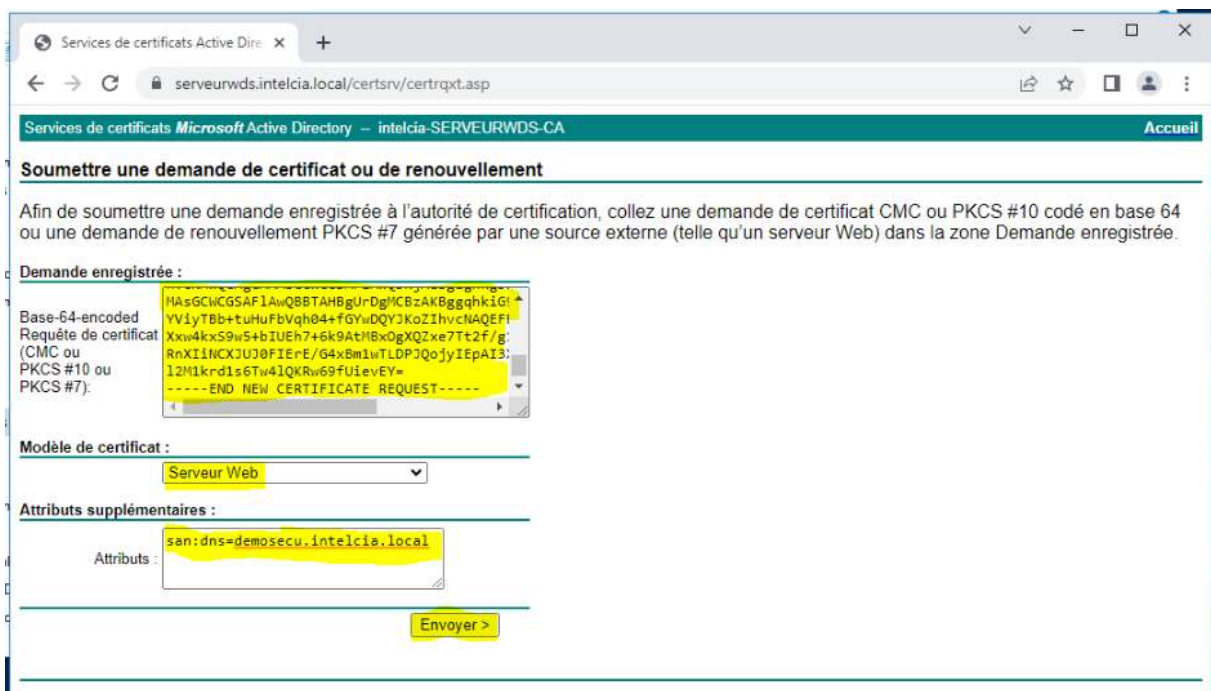 Services de certificats Active Dire
serveurwds.intelcia.local/certsrv/certrqxt.asp
Services de certificats Microsoft Active Directory -- intelcia-SERVEURWDS-CA Accueil
Soumettre une demande de certificat ou de renouvellement
Afin de soumettre une demande enregistrée à l'autorité de certification, collez une demande de certificat CMC ou PKCS #10 codé en base 64
ou une demande de renouvellement PKCS #7 générée par une source externe (telle qu'un serveur Web) dans la zone Demande enregistrée.
Demande enregistrée :
Base-64-encoded
Requête de certificat
(CMC ou
PKCS #10 ou
PKCS #7):
MAsGCWCGSAFlAwQBBTAHBgUrDgMCBzAKBggqhkiG9
YViyTBb+tuHuFbVqh04+fGYwDQYJKoZIhvcNAQEF
Xxw4kxS9w5+bIUEh7+6k9AtMBxOgXQZxe7Tt2f/g
RnXIiNCXJUJ0FIErE/G4xBm1wTLDPJQojyIEpAI3
l2M1krd1s6Tw4lQKRw69fUievEY=
-----END NEW CERTIFICATE REQUEST-----
Modèle de certificat :
Serveur Web
Attributs supplémentaires :
Attributs :
san:dns=demosecu.intelcia.local
Envoyer >